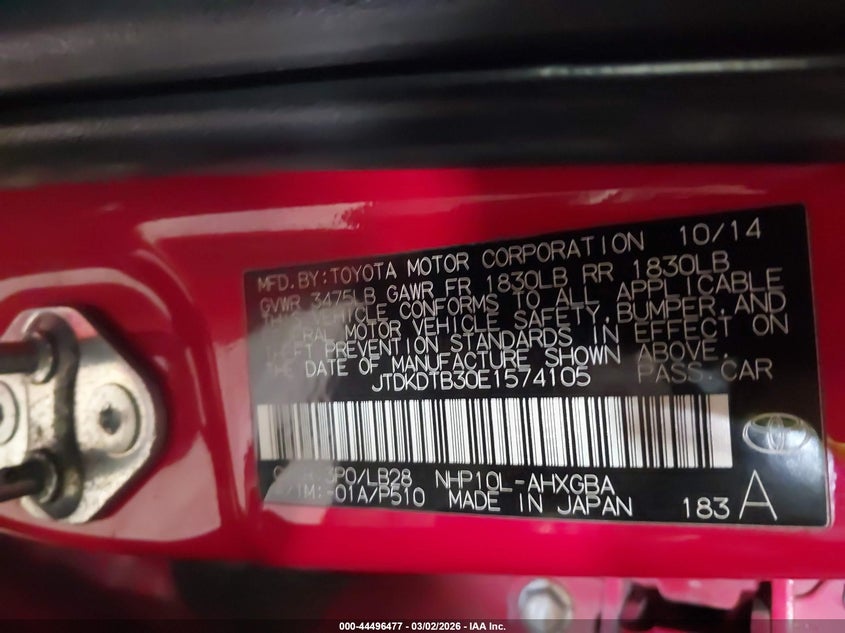 MFD.BY:TOYOTA MOTOR CORPORATION 10/14
GVWR 3475LB GAWR FR 1830LB RR 1830LB
THIS VEHICLE CONFORMS TO ALL APPLICABLE
FEDERAL MOTOR VEHICLE SAFETY,BUMPER,AND
THEFT PREVENTION STANDARDS IN EFFECT ON
THE DATE OF MANUFACTURE SHOWN ABOVE.
JTDKDTB30E1574105 PASS.CAR
3P0/LB28 NHP10L-AHXGBA
-01A/P510 MADE IN JAPAN 183 A
000-44496477 - 03/02/2026 - IAA Inc.